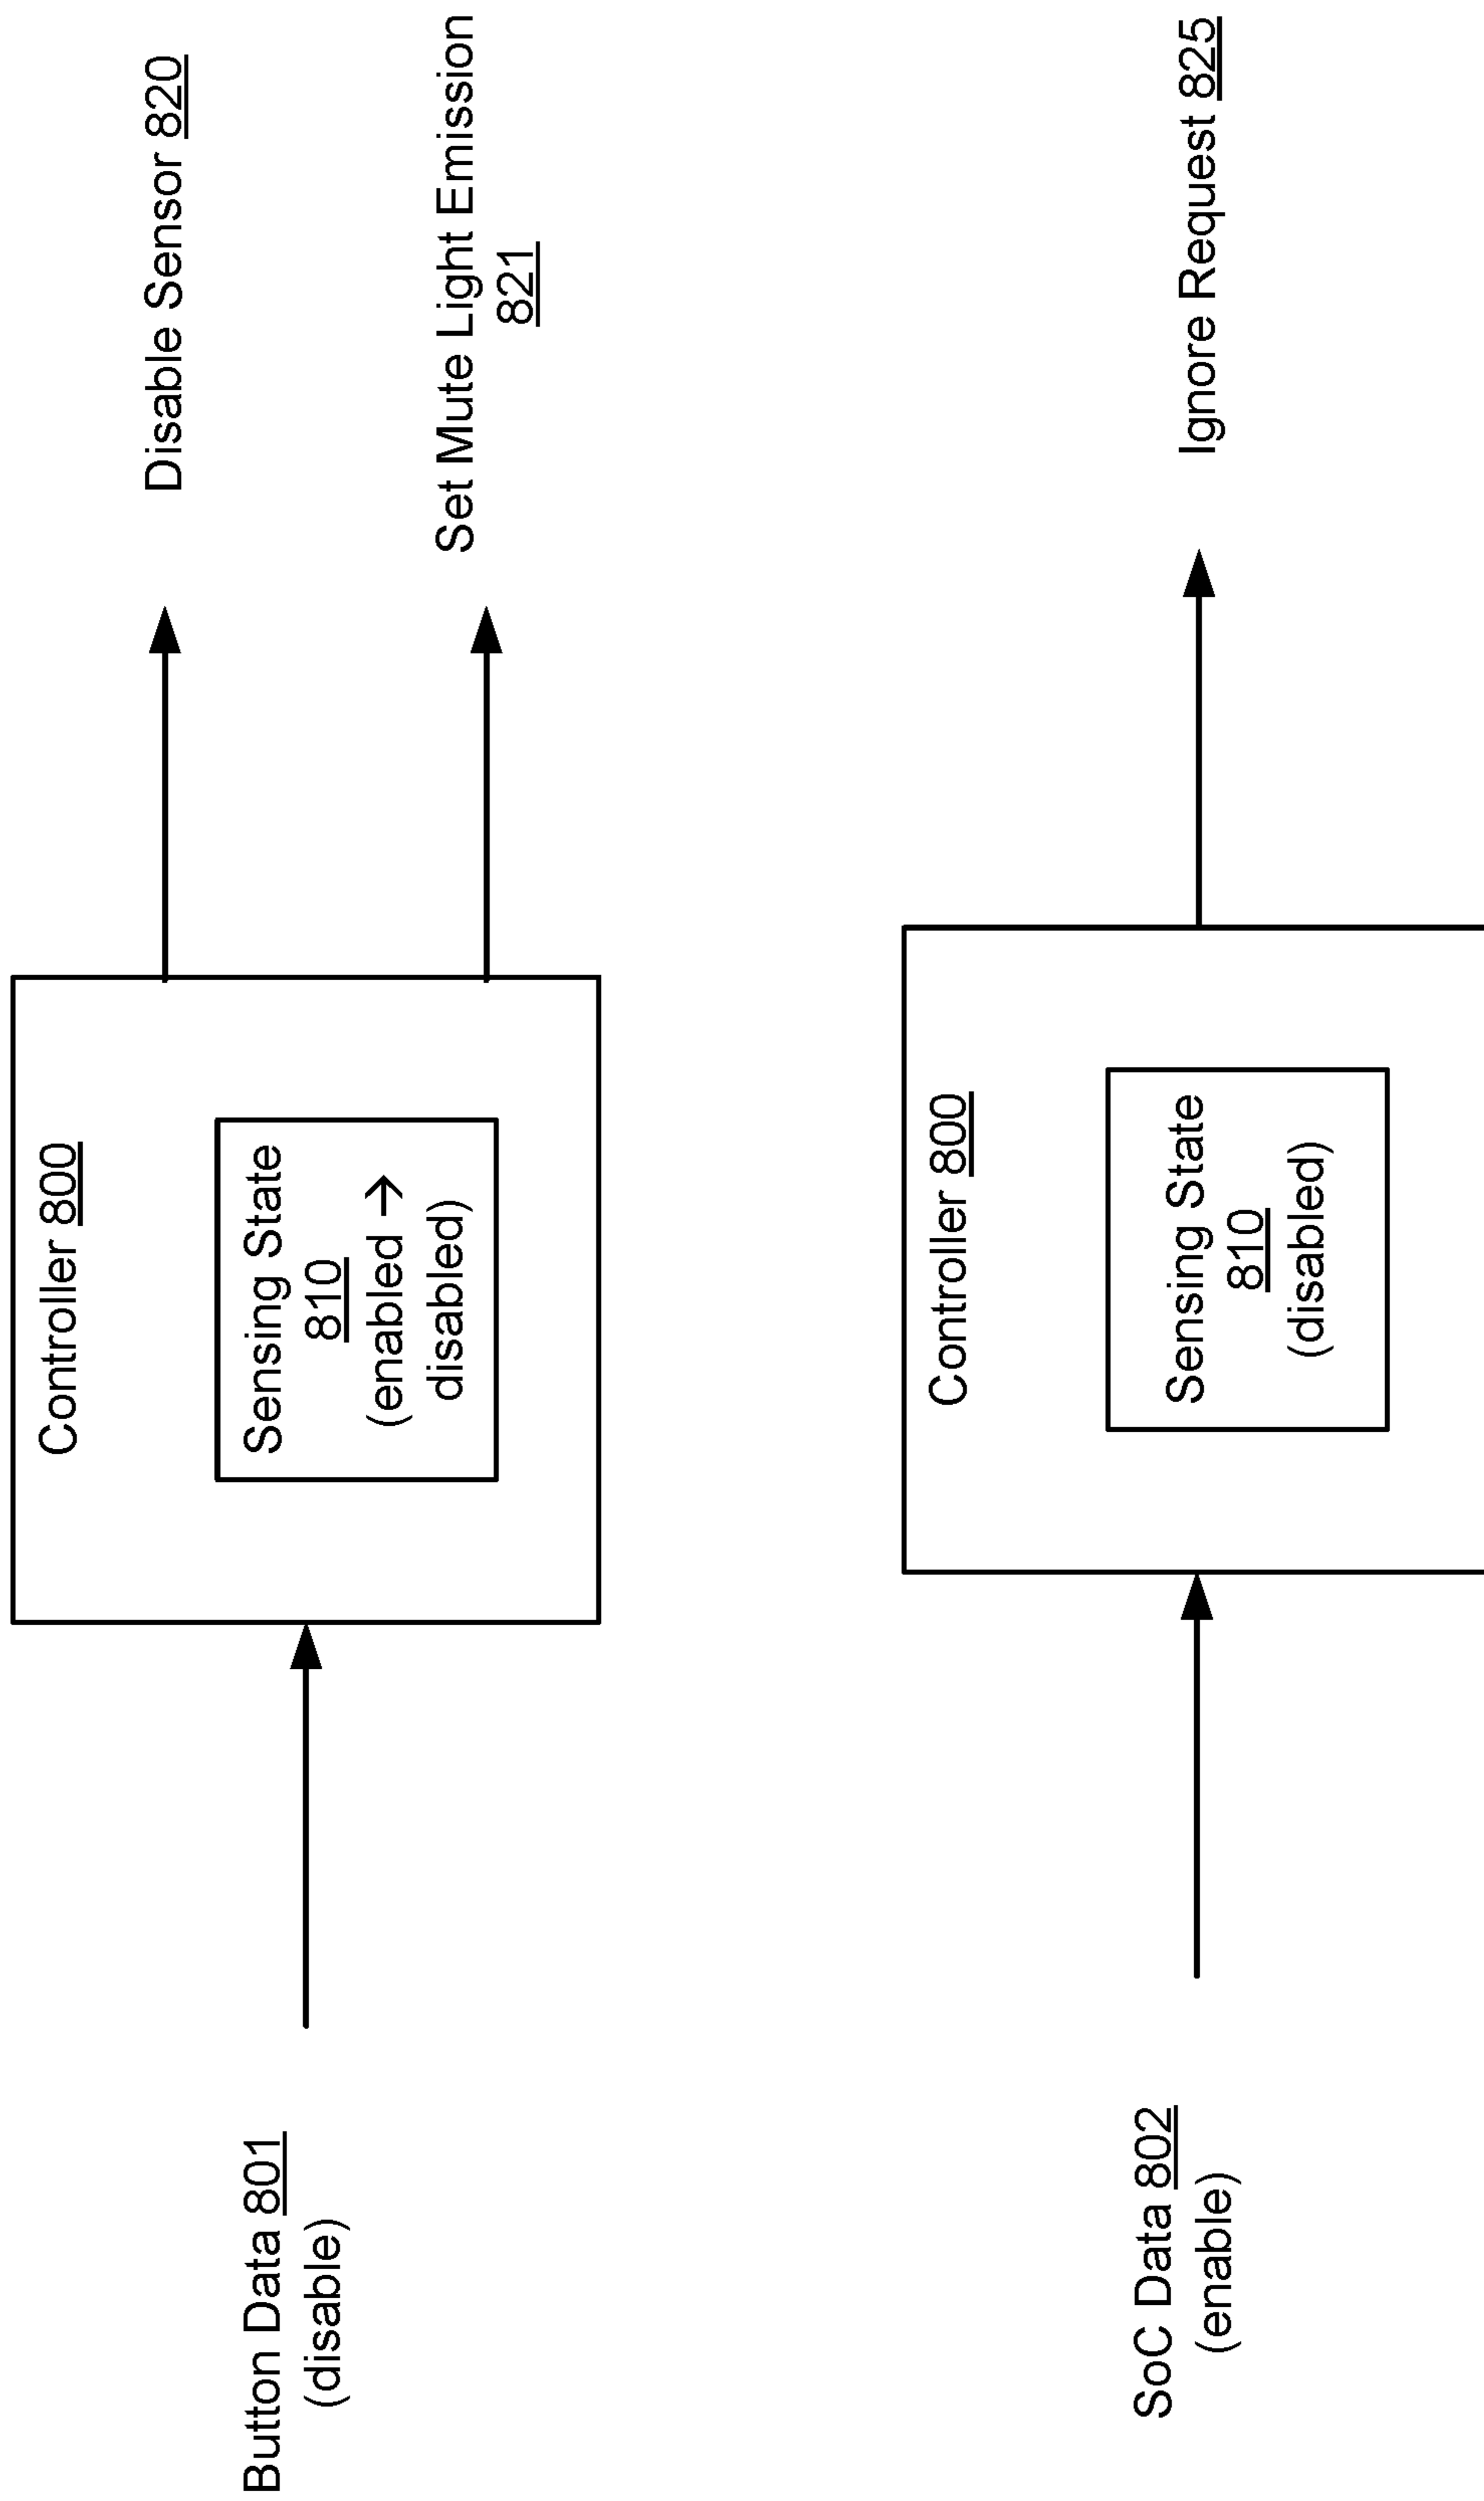 Button Data 801
(disable)
Controller 800
Sensing State
810
(enabled →
disabled)
Disable Sensor 820
Set Mute Light Emission
821
SoC Data 802
(enable)
Controller 800
Sensing State
810
(disabled)
Ignore Request 825